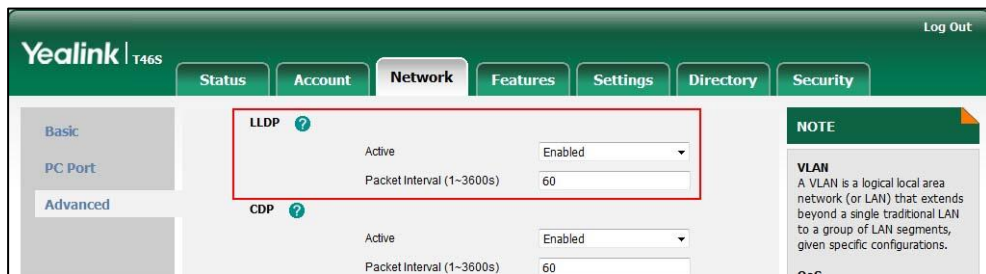 Log Out
Yealink | T46S
Status Account Network Features Settings Directory Security
Basic
PC Port
Advanced
LLDP ?
Active Enabled
Packet Interval (1~3600s) 60
CDP ?
Active Enabled
Packet Interval (1~3600s) 60
NOTE
VLAN
A VLAN is a logical local area
network (or LAN) that extends
beyond a single traditional LAN
to a group of LAN segments,
given specific configurations.